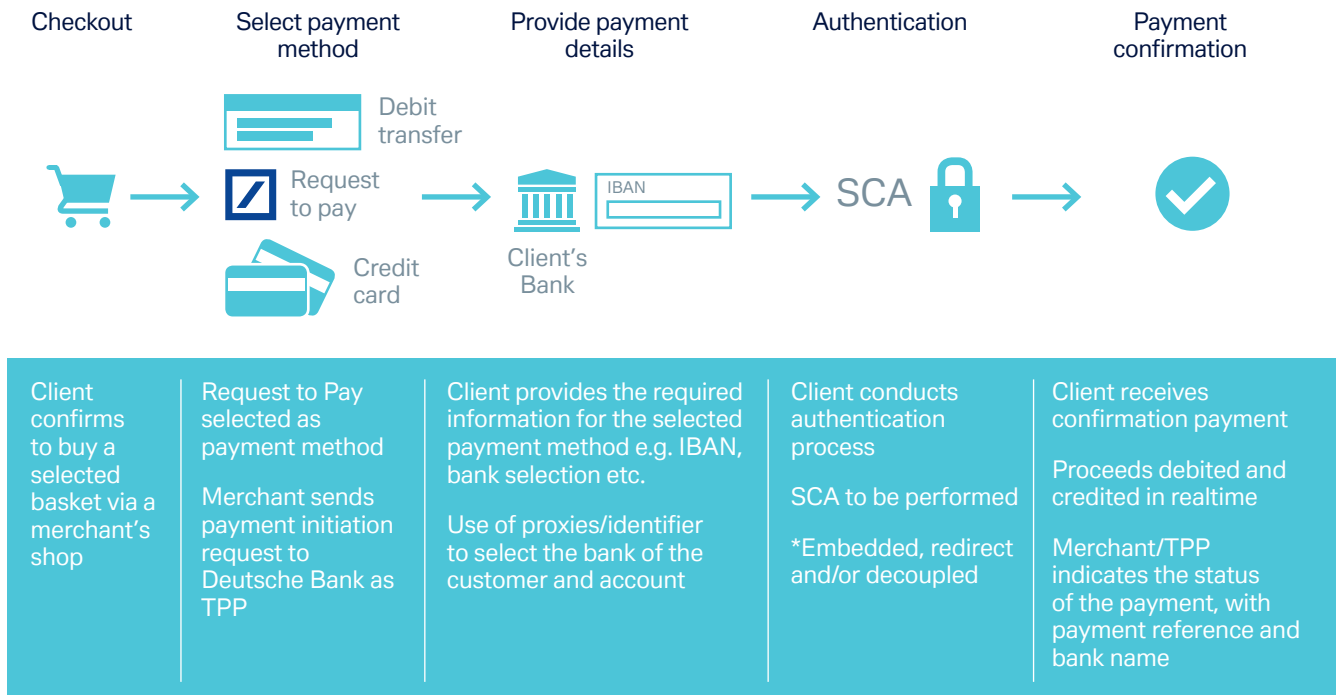 Checkout
Select payment
method
Provide payment
details
Authentication
Payment
confirmation
Debit
transfer
Request
to pay
Credit
card
Client's
Bank
IBAN
SCA
Client
confirms
to buy a
selected
basket via a
merchant's
shop
Request to Pay
selected as
payment method
Merchant sends
payment initiation
request to
Deutsche Bank as
TPP
Client provides the required
information for the selected
payment method e.g. IBAN,
bank selection etc.
Use of proxies/identifier
to select the bank of the
customer and account
Client conducts
authentication
process
SCA to be performed
*Embedded, redirect
and/or decoupled
Client receives
confirmation payment
Proceeds debited and
credited in realtime
Merchant/TPP
indicates the status
of the payment, with
payment reference and
bank name